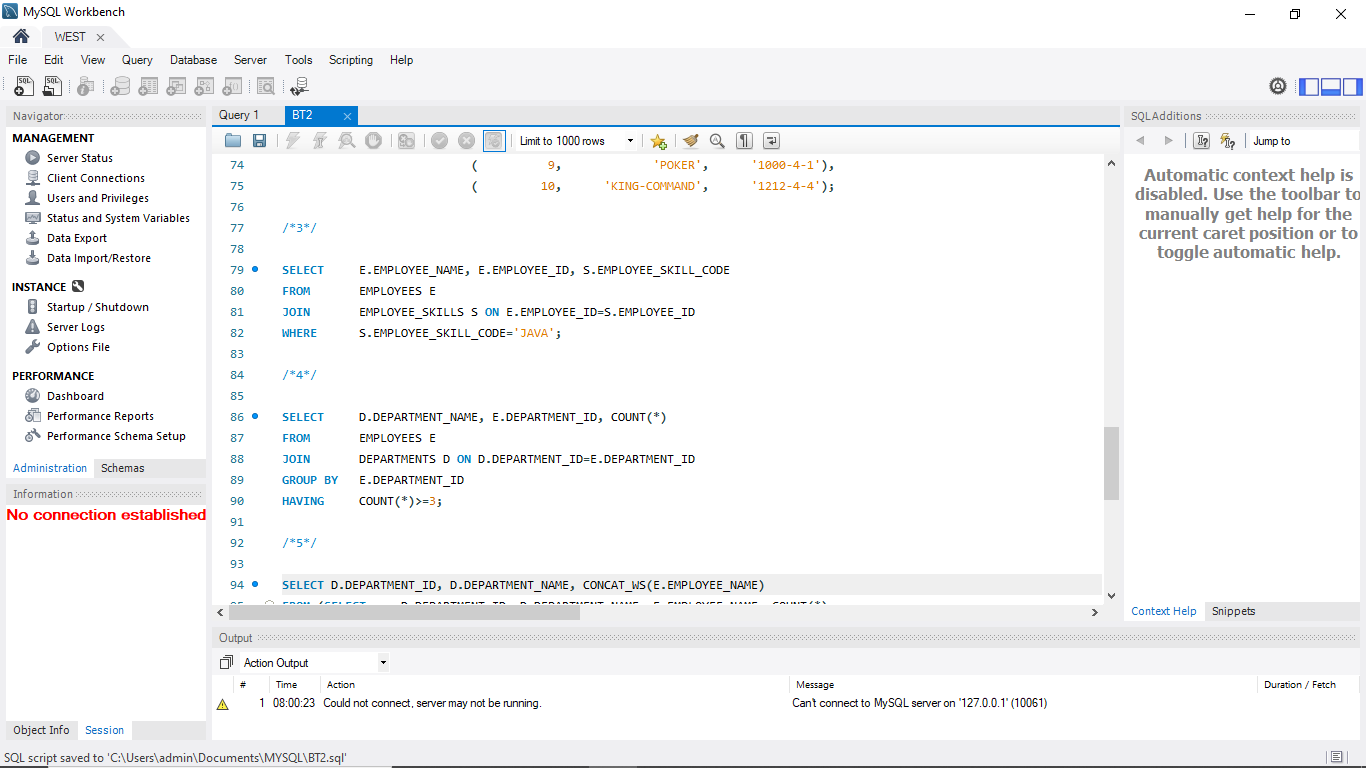 MySQL Workbench
WEST
File Edit View Query Database Server Tools Scripting Help
Navigator
MANAGEMENT
Server Status
Client Connections
Users and Privileges
Status and System Variables
Data Export
Data Import/Restore
INSTANCE
Startup / Shutdown
Server Logs
Options File
PERFORMANCE
Dashboard
Performance Reports
Performance Schema Setup
Administration Schemas
Information
No connection established
Object Info Session
Query 1 BT2
Limit to 1000 rows
74 ( 9, 'POKER', '1000-4-1'),
75 ( 10, 'KING-COMMAND', '1212-4-4');
76
77 /*3*/
78
79 SELECT E.EMPLOYEE_NAME, E.EMPLOYEE_ID, S.EMPLOYEE_SKILL_CODE
80 FROM EMPLOYEES E
81 JOIN EMPLOYEE_SKILLS S ON E.EMPLOYEE_ID=S.EMPLOYEE_ID
82 WHERE S.EMPLOYEE_SKILL_CODE='JAVA';
83
84 /*4*/
85
86 SELECT D.DEPARTMENT_NAME, E.DEPARTMENT_ID, COUNT(*)
87 FROM EMPLOYEES E
88 JOIN DEPARTMENTS D ON D.DEPARTMENT_ID=E.DEPARTMENT_ID
89 GROUP BY E.DEPARTMENT_ID
90 HAVING COUNT(*)>=3;
91
92 /*5*/
93
94 SELECT D.DEPARTMENT_ID, D.DEPARTMENT_NAME, CONCAT_WS(E.EMPLOYEE_NAME)
95 FROM (SELECT D.DEPARTMENT_ID, D.DEPARTMENT_NAME, E.EMPLOYEE_NAME, COUNT(*)
SQLAdditions
Jump to
Automatic context help is
disabled. Use the toolbar to
manually get help for the
current caret position or to
toggle automatic help.
Context Help Snippets
Output
Action Output
# Time Action Message Duration / Fetch
1 08:00:23 Could not connect, server may not be running. Can't connect to MySQL server on '127.0.0.1' (10061)
SQL script saved to 'C:\Users\admin\Documents\MYSQL\BT2.sql'